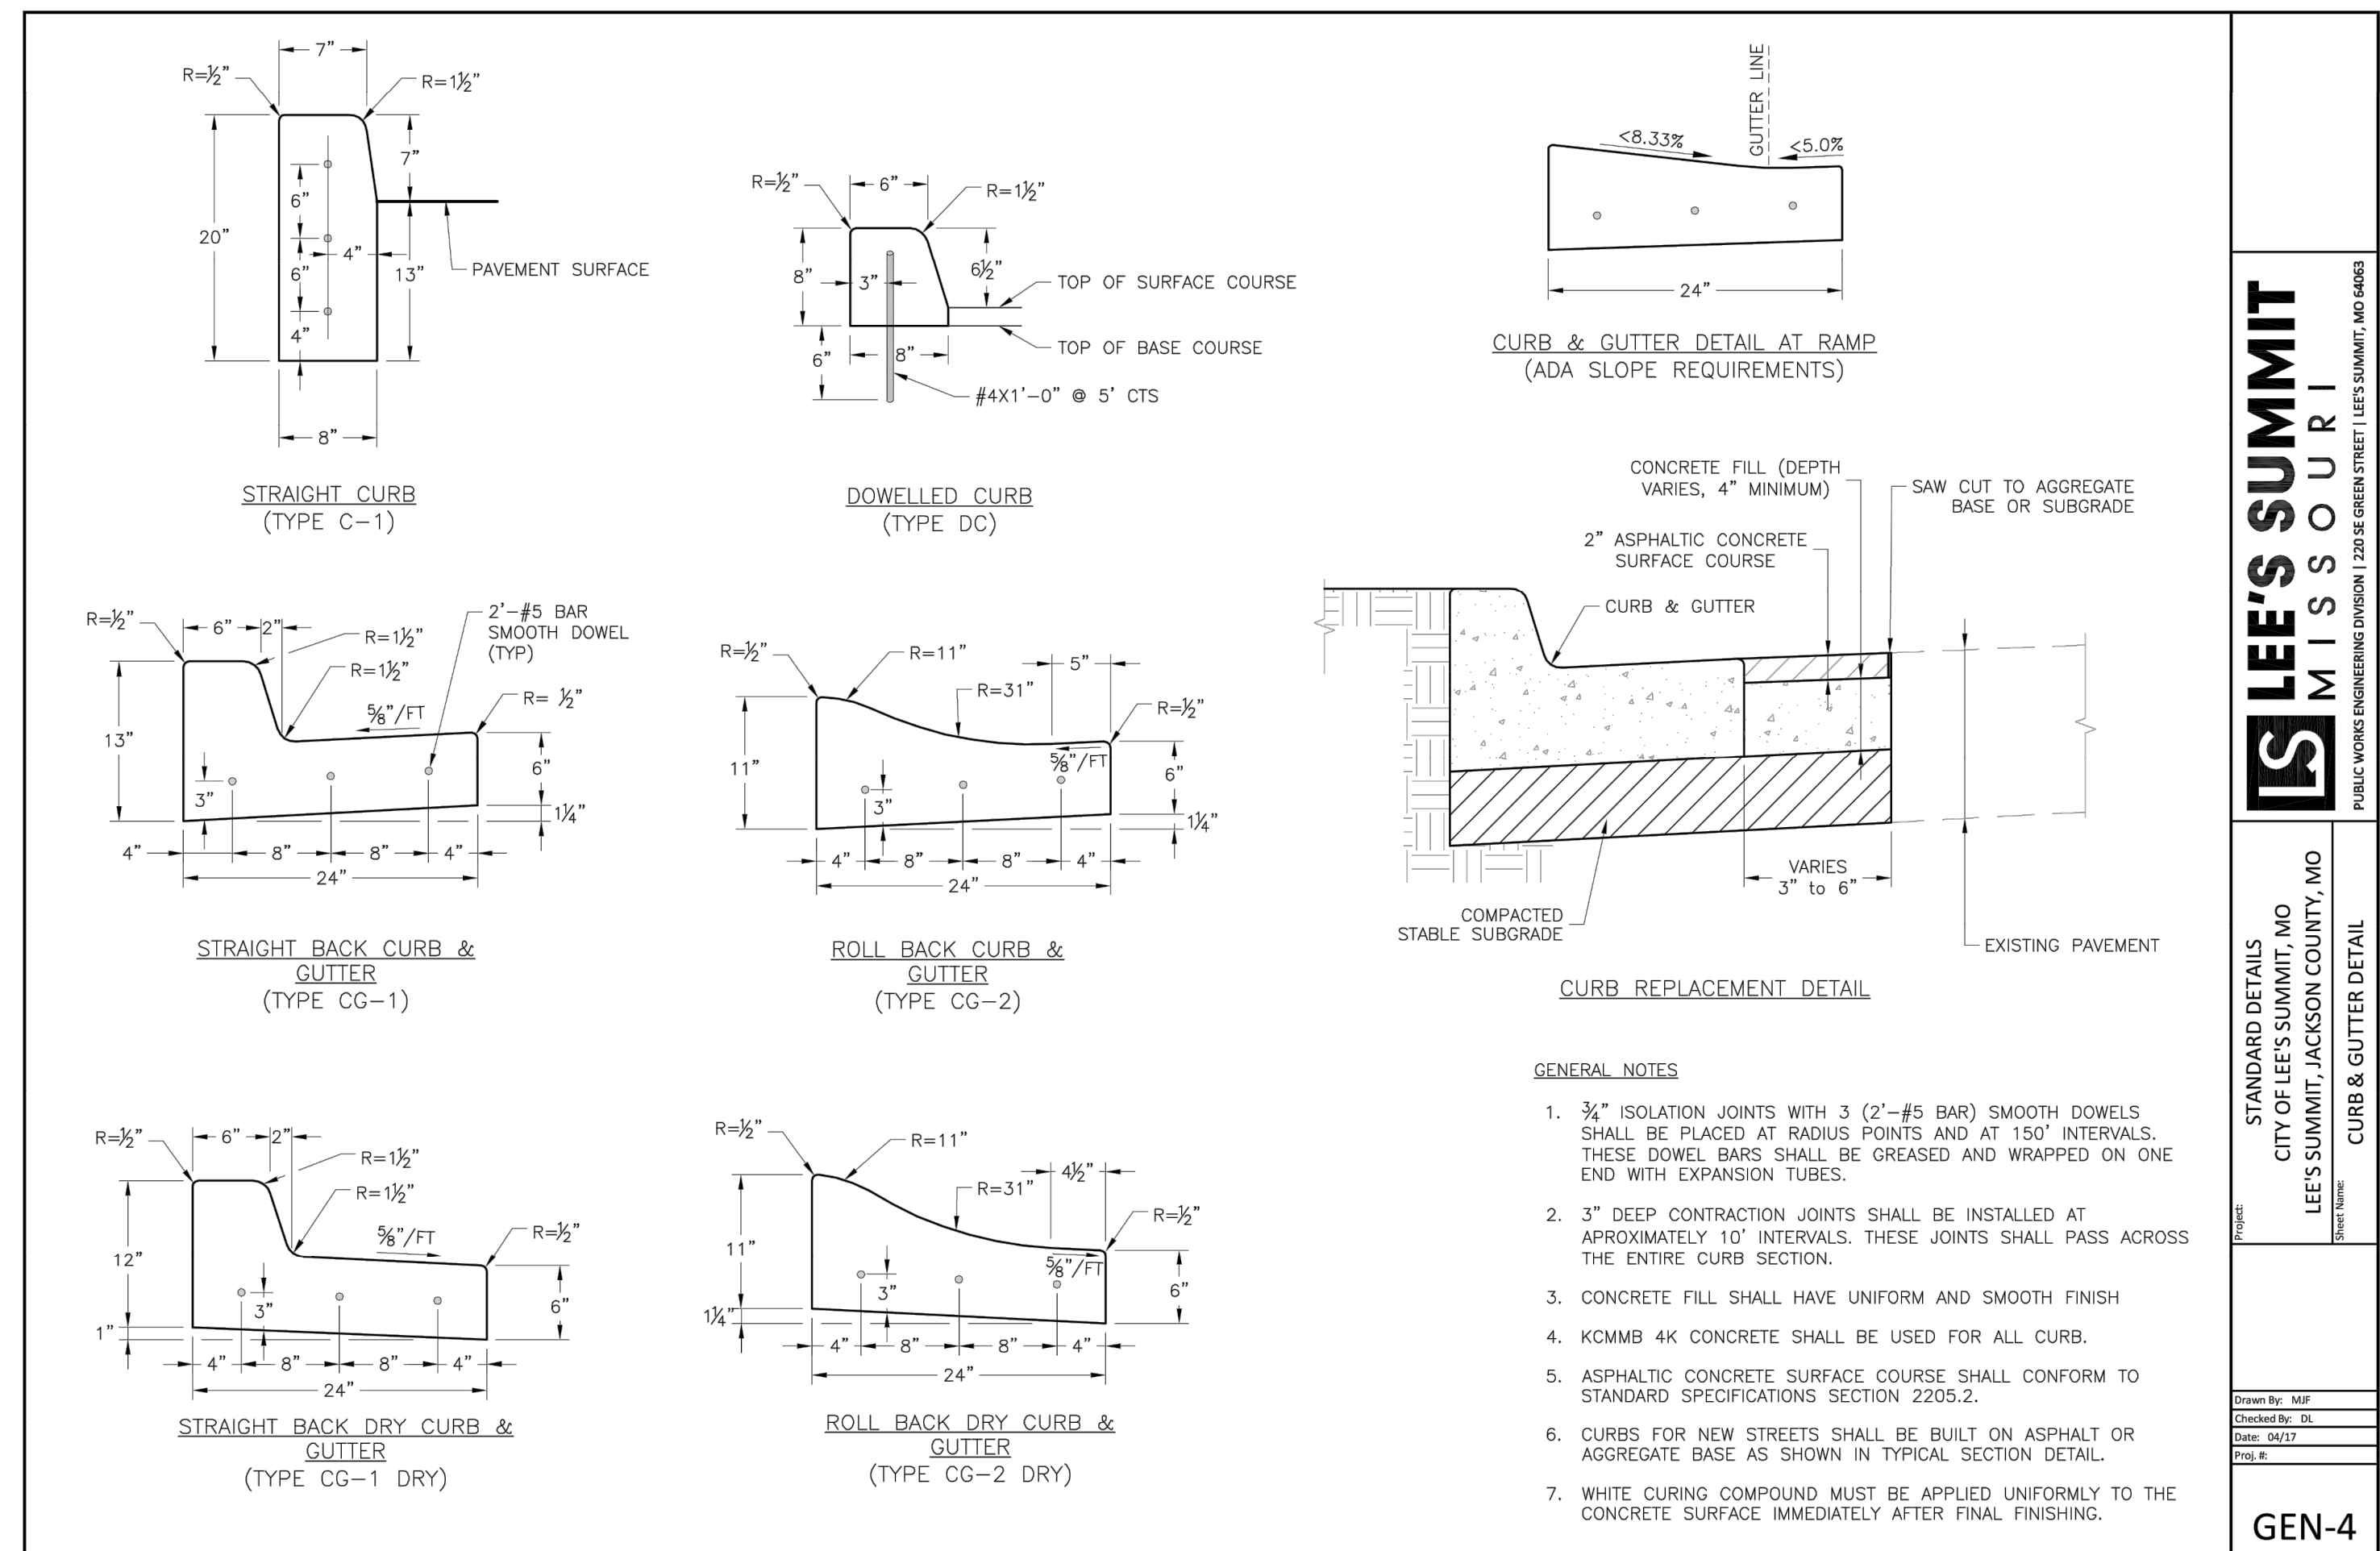 7"
R=½"
R=1½"
7"
6"
20"
4"
6"
13"
PAVEMENT SURFACE
4"
8"
STRAIGHT CURB
(TYPE C-1)
R=½"
6"
R=1½"
8"
3"
6½"
TOP OF SURFACE COURSE
6"
8"
TOP OF BASE COURSE
#4X1'-0" @ 5' CTS
DOWELLED CURB
(TYPE DC)
GUTTER LINE
<8.33%
<5.0%
24"
CURB & GUTTER DETAIL AT RAMP
(ADA SLOPE REQUIREMENTS)
R=½"
6"
2"
R=1½"
R=1½"
2'-#5 BAR
SMOOTH DOWEL
(TYP)
R= ½"
⅝"/FT
13"
3"
6"
1¼"
4"
8"
8"
4"
24"
STRAIGHT BACK CURB &
GUTTER
(TYPE CG-1)
R=½"
R=11"
5"
R=31"
R=½"
11"
⅝"/FT
6"
3"
1¼"
4"
8"
8"
4"
24"
ROLL BACK CURB &
GUTTER
(TYPE CG-2)
CONCRETE FILL (DEPTH
VARIES, 4" MINIMUM)
SAW CUT TO AGGREGATE
BASE OR SUBGRADE
2" ASPHALTIC CONCRETE
SURFACE COURSE
CURB & GUTTER
VARIES
3" to 6"
COMPACTED
STABLE SUBGRADE
EXISTING PAVEMENT
CURB REPLACEMENT DETAIL
R=½"
6"
2"
R=1½"
R=1½"
⅝"/FT
R=½"
12"
3"
6"
1"
4"
8"
8"
4"
24"
STRAIGHT BACK DRY CURB &
GUTTER
(TYPE CG-1 DRY)
R=½"
R=11"
4½"
R=31"
R=½"
11"
⅝"/FT
3"
6"
1¼"
4"
8"
8"
4"
24"
ROLL BACK DRY CURB &
GUTTER
(TYPE CG-2 DRY)
GENERAL NOTES
1. ¾" ISOLATION JOINTS WITH 3 (2'-#5 BAR) SMOOTH DOWELS
SHALL BE PLACED AT RADIUS POINTS AND AT 150' INTERVALS.
THESE DOWEL BARS SHALL BE GREASED AND WRAPPED ON ONE
END WITH EXPANSION TUBES.
2. 3" DEEP CONTRACTION JOINTS SHALL BE INSTALLED AT
APROXIMATELY 10' INTERVALS. THESE JOINTS SHALL PASS ACROSS
THE ENTIRE CURB SECTION.
3. CONCRETE FILL SHALL HAVE UNIFORM AND SMOOTH FINISH
4. KCMMB 4K CONCRETE SHALL BE USED FOR ALL CURB.
5. ASPHALTIC CONCRETE SURFACE COURSE SHALL CONFORM TO
STANDARD SPECIFICATIONS SECTION 2205.2.
6. CURBS FOR NEW STREETS SHALL BE BUILT ON ASPHALT OR
AGGREGATE BASE AS SHOWN IN TYPICAL SECTION DETAIL.
7. WHITE CURING COMPOUND MUST BE APPLIED UNIFORMLY TO THE
CONCRETE SURFACE IMMEDIATELY AFTER FINAL FINISHING.
LS
LEE'S SUMMIT
MISSOURI
PUBLIC WORKS ENGINEERING DIVISION | 220 SE GREEN STREET | LEE'S SUMMIT, MO 64063
Project:
STANDARD DETAILS
CITY OF LEE'S SUMMIT, MO
LEE'S SUMMIT, JACKSON COUNTY, MO
Sheet Name:
CURB & GUTTER DETAIL
Drawn By: MJF
Checked By: DL
Date: 04/17
Proj. #:
GEN-4